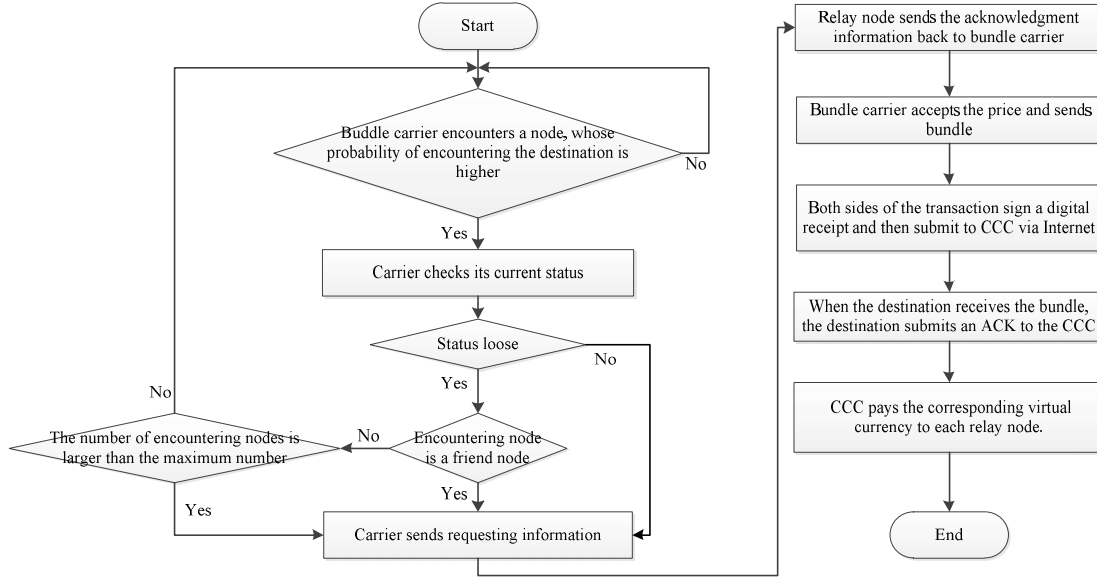 Start
Buddle carrier encounters a node, whose
probability of encountering the destination is
higher
No
Yes
Carrier checks its current status
Status loose
No
Yes
No
The number of encountering nodes is
larger than the maximum number
No
Encountering node
is a friend node
Yes
Yes
Carrier sends requesting information
Relay node sends the acknowledgment
information back to bundle carrier
Bundle carrier accepts the price and sends
bundle
Both sides of the transaction sign a digital
receipt and then submit to CCC via Internet
When the destination receives the bundle,
the destination submits an ACK to the CCC
CCC pays the corresponding virtual
currency to each relay node.
End